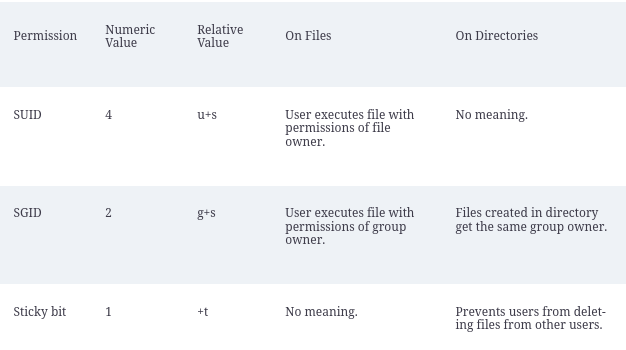 Permission Numeric Value Relative Value On Files On Directories
SUID 4 u+s User executes file with No meaning.
permissions of file
owner.
SGID 2 g+s User executes file with Files created in directory
permissions of group get the same group owner.
owner.
Sticky bit 1 +t No meaning. Prevents users from delet-
ing files from other users.